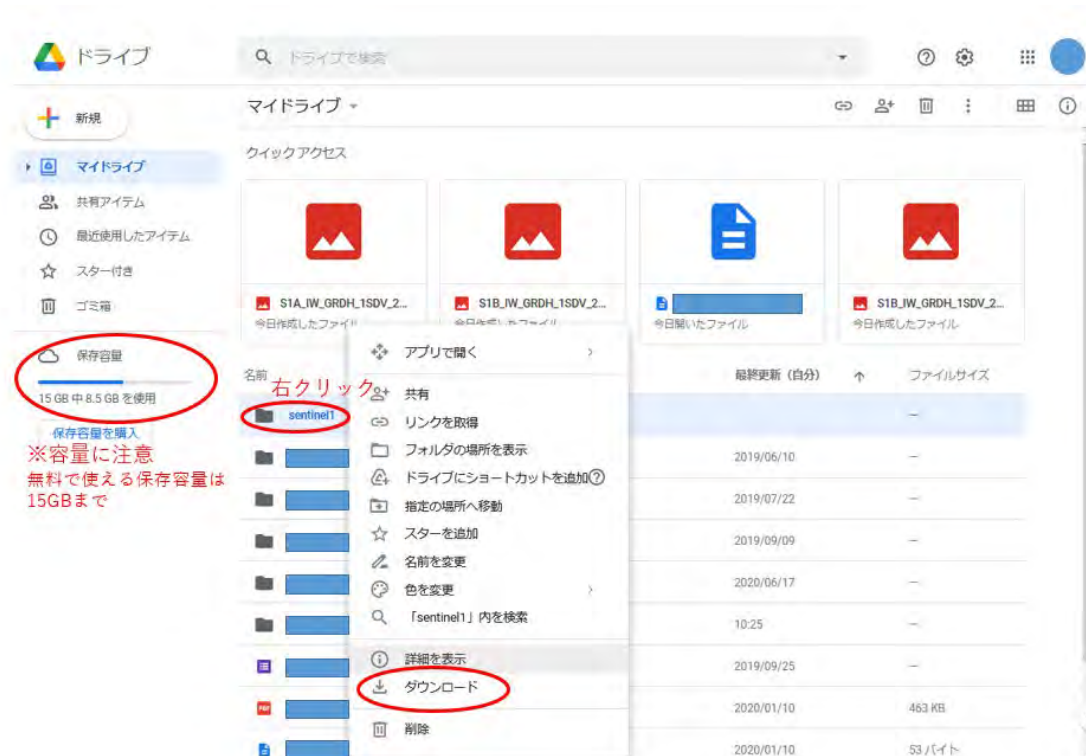 ドライブ
ドライブで検索
新規
マイドライブ
マイドライブ
共有アイテム
最近使用したアイテム
スター付き
ゴミ箱
保存容量
15 GB 中 8.5 GB を使用
保存容量を購入
※容量に注意
無料で使える保存容量は
15GBまで
クイックアクセス
S1A_IW_GRDH_1SDV_2...
今日作成したファイル
S1B_IW_GRDH_1SDV_2...
今日作成したファイル
今日開いたファイル
S1B_IW_GRDH_1SDV_2...
今日作成したファイル
名前
最終更新（自分）
ファイルサイズ
右クリック
sentinel1
–
アプリで開く
共有
リンクを取得
フォルダの場所を表示
ドライブにショートカットを追加
指定の場所へ移動
スターを追加
名前を変更
色を変更
「sentinel1」内を検索
詳細を表示
ダウンロード
削除
2019/06/10 –
2019/07/22 –
2019/09/09 –
2020/06/17 –
10:25 –
2019/09/25 –
PDF
2020/01/10 463 KB
2020/01/10 53 バイト